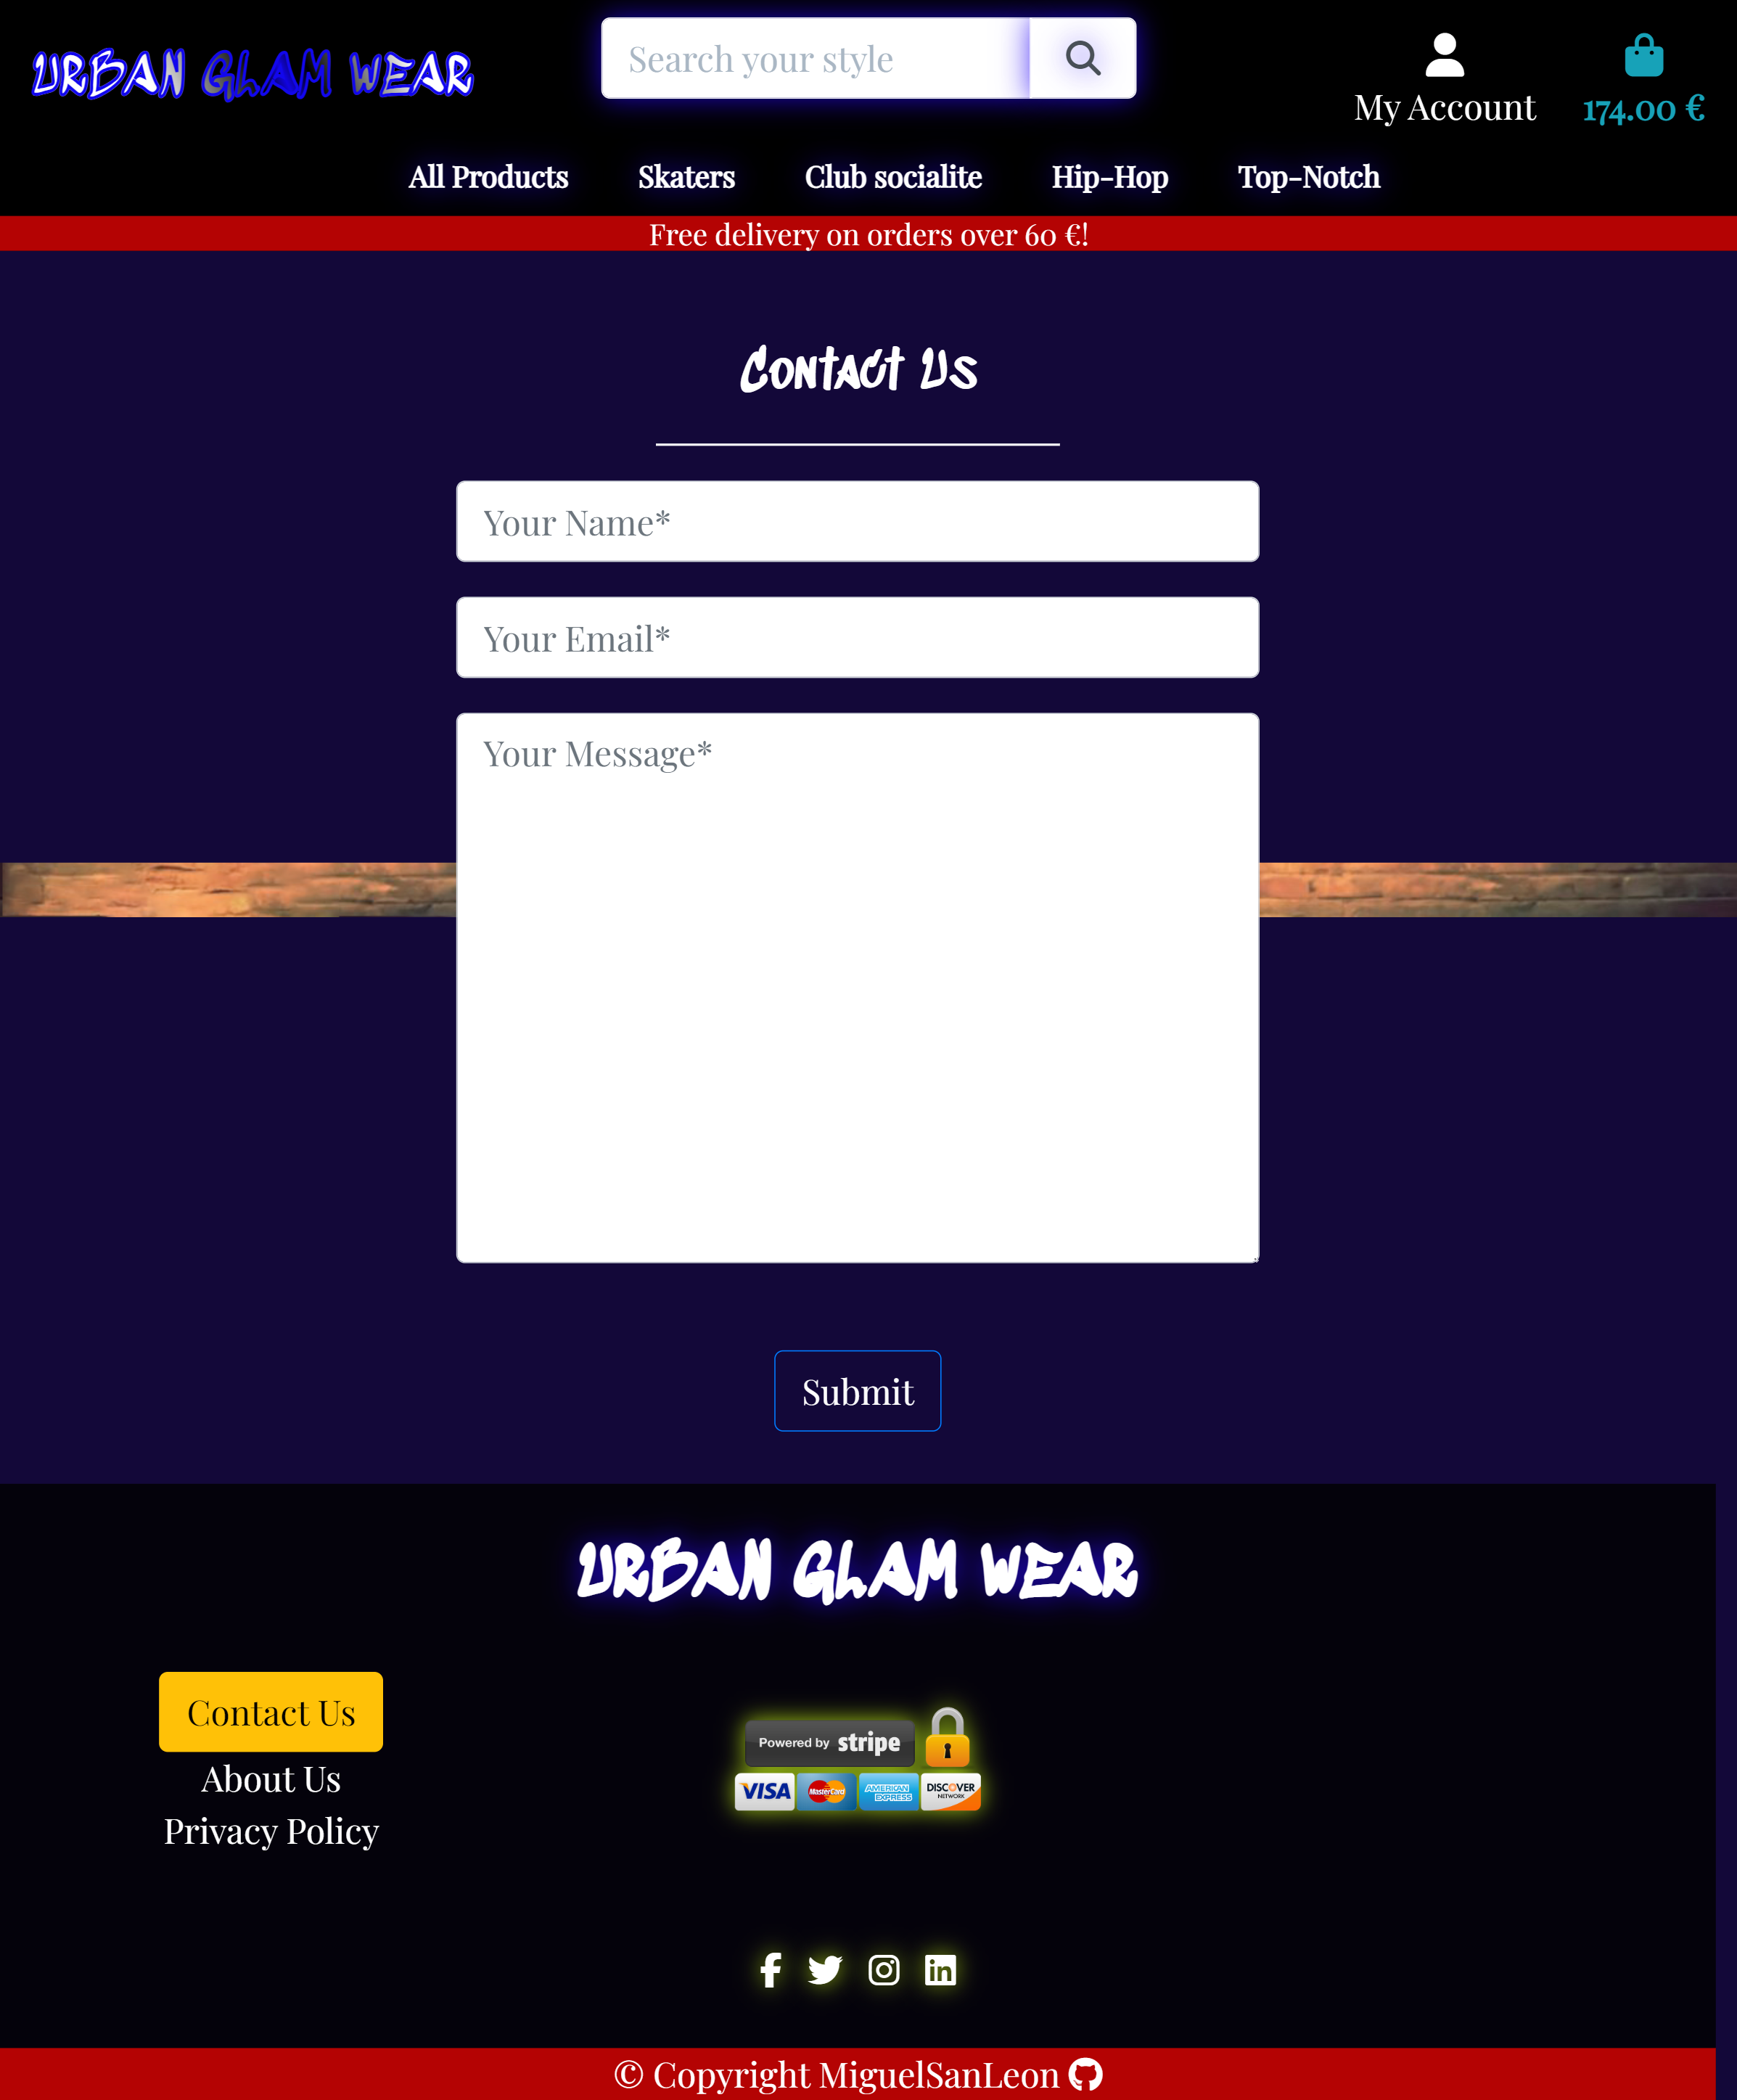 URBAN GLAM WEAR
Search your style
My Account
174.00 €
All Products Skaters Club socialite Hip-Hop Top-Notch
Free delivery on orders over 60 €!
Contact Us
Your Name*
Your Email*
Your Message*
Submit
URBAN GLAM WEAR
Contact Us
About Us
Privacy Policy
Powered by stripe
VISA MasterCard AMERICAN EXPRESS DISCOVER NETWORK
© Copyright MiguelSanLeon